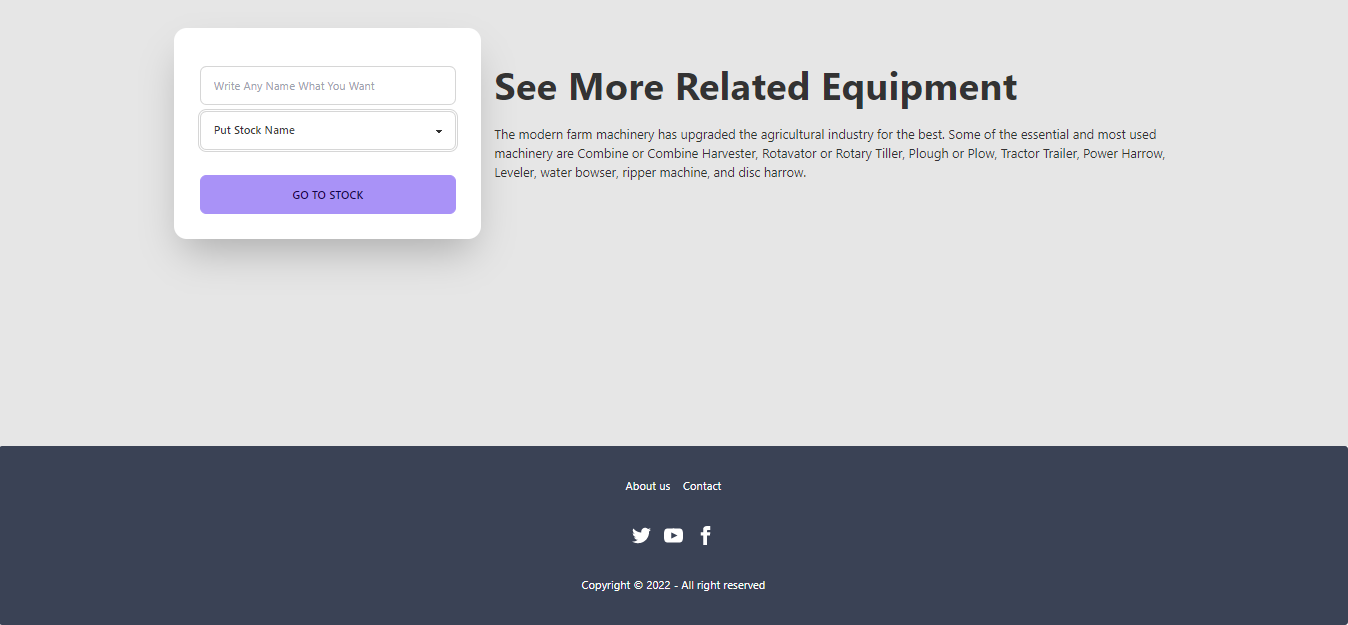 Write Any Name What You Want
Put Stock Name
GO TO STOCK
See More Related Equipment
The modern farm machinery has upgraded the agricultural industry for the best. Some of the essential and most used
machinery are Combine or Combine Harvester, Rotavator or Rotary Tiller, Plough or Plow, Tractor Trailer, Power Harrow,
Leveler, water bowser, ripper machine, and disc harrow.
About us Contact
Copyright © 2022 - All right reserved